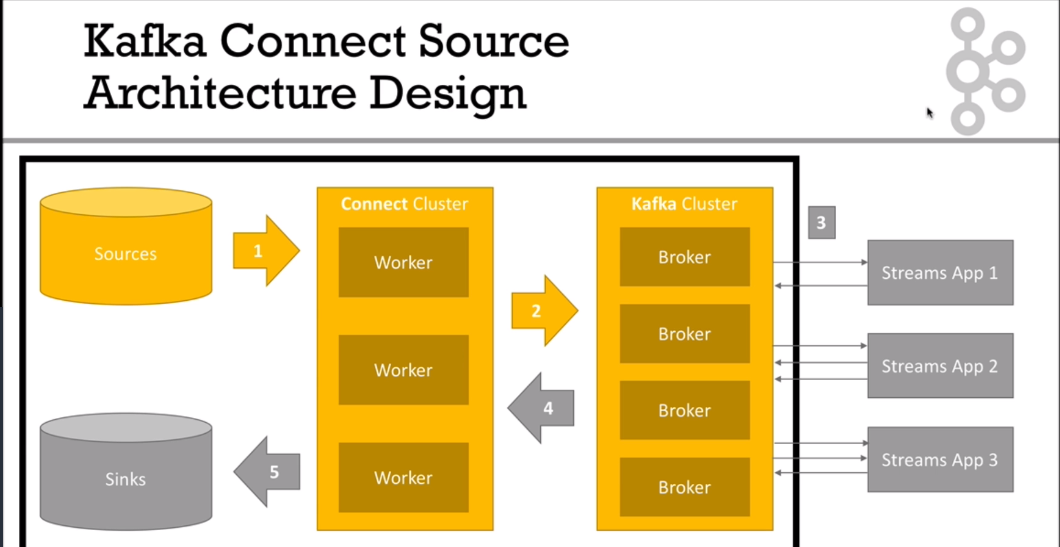 Kafka Connect Source
Architecture Design
Sources
1
Connect Cluster
Worker
Worker
Worker
2
4
Kafka Cluster
Broker
Broker
Broker
Broker
3
Streams App 1
Streams App 2
Streams App 3
Sinks
5